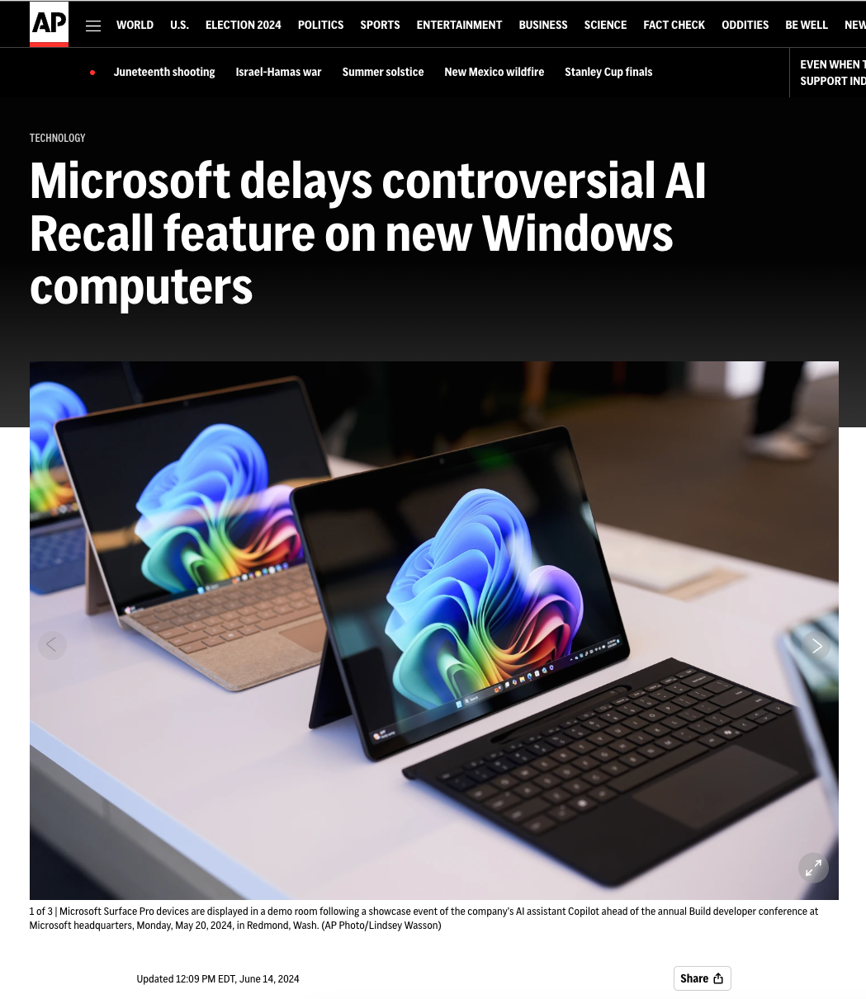 AP
WORLD U.S. ELECTION 2024 POLITICS SPORTS ENTERTAINMENT BUSINESS SCIENCE FACT CHECK ODDITIES BE WELL NEW
Juneteenth shooting Israel-Hamas war Summer solstice New Mexico wildfire Stanley Cup finals
EVEN WHEN T
SUPPORT IND
TECHNOLOGY
Microsoft delays controversial AI
Recall feature on new Windows
computers
1 of 3 | Microsoft Surface Pro devices are displayed in a demo room following a showcase event of the company's AI assistant Copilot ahead of the annual Build developer conference at
Microsoft headquarters, Monday, May 20, 2024, in Redmond, Wash. (AP Photo/Lindsey Wasson)
Updated 12:09 PM EDT, June 14, 2024
Share